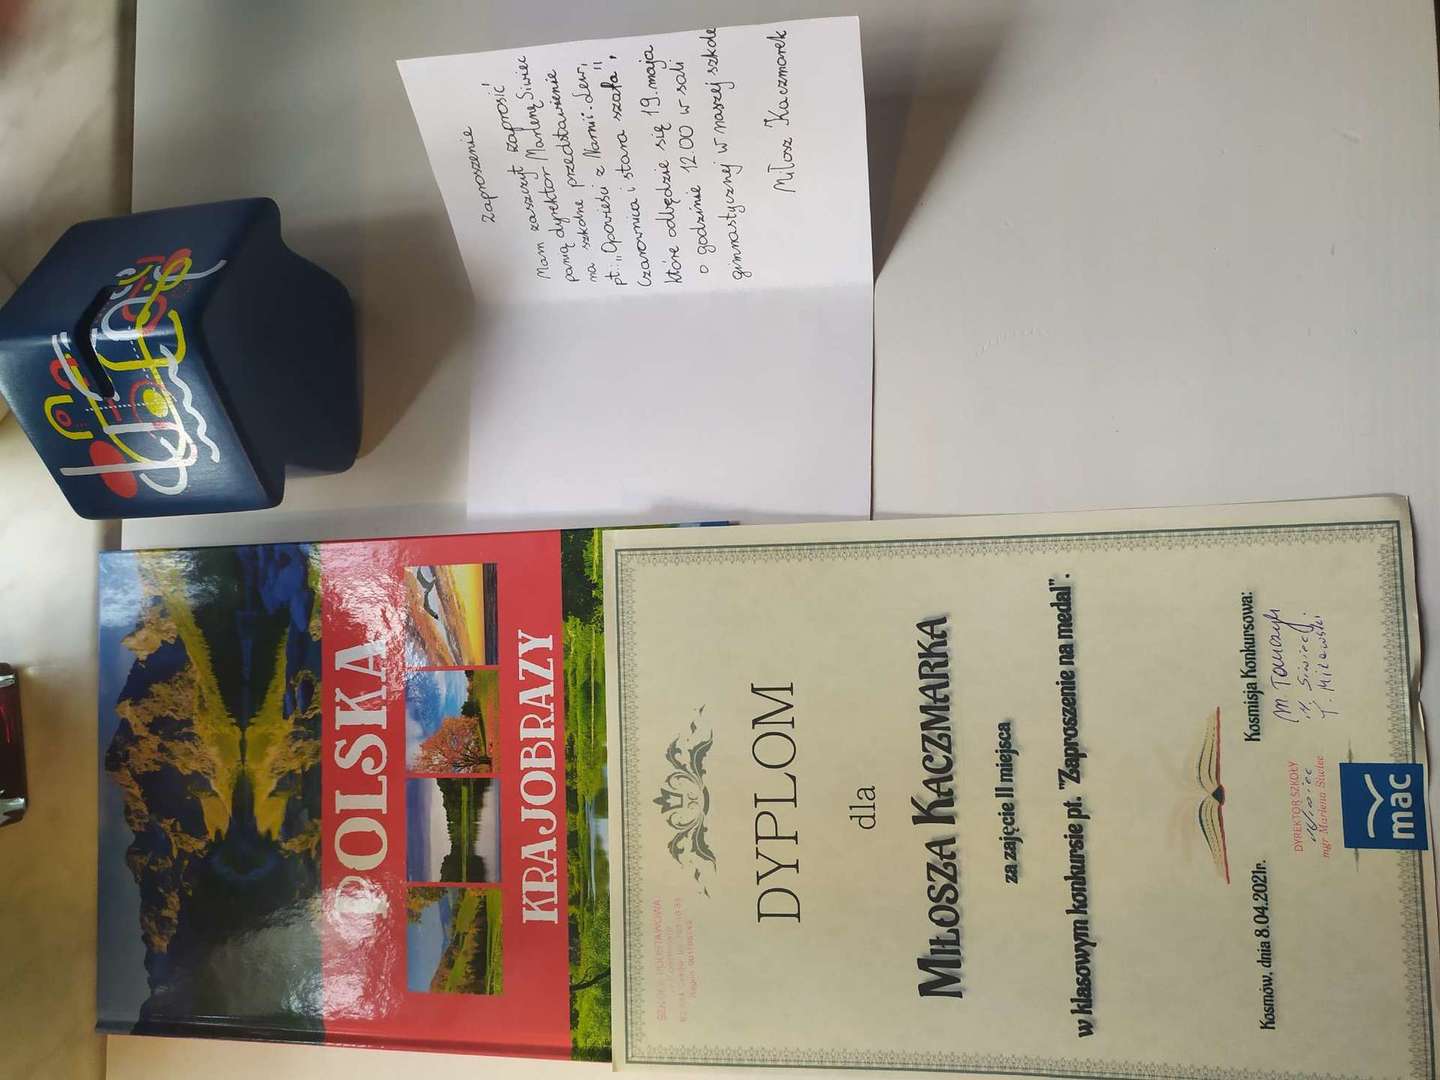 zaproszenie
Mam zaszczyt zaprosić
panią dyrektor Marlenę Siwiec
na szkolne przedstawienie
pt. „Opowieści z Narnii. Lew,
Czarownica i stara szafa",
które odbędzie się 19. maja
o godzinie 12.00 w sali
gimnastycznej w naszej szkole
Miłosz Kaczmarek
POLSKA
KRAJOBRAZY
DYPLOM
dla
MIŁOSZA KACZMARKA
za zajęcie II miejsca
w klasowym konkursie pt. "Zaproszenie na medal".
Kosmów, dnia 8.04.2021r.
Kosmisja Konkursowa:
M. Siwiec
DYREKTOR SZKOŁY
mgr Marlena Siwiec
mac